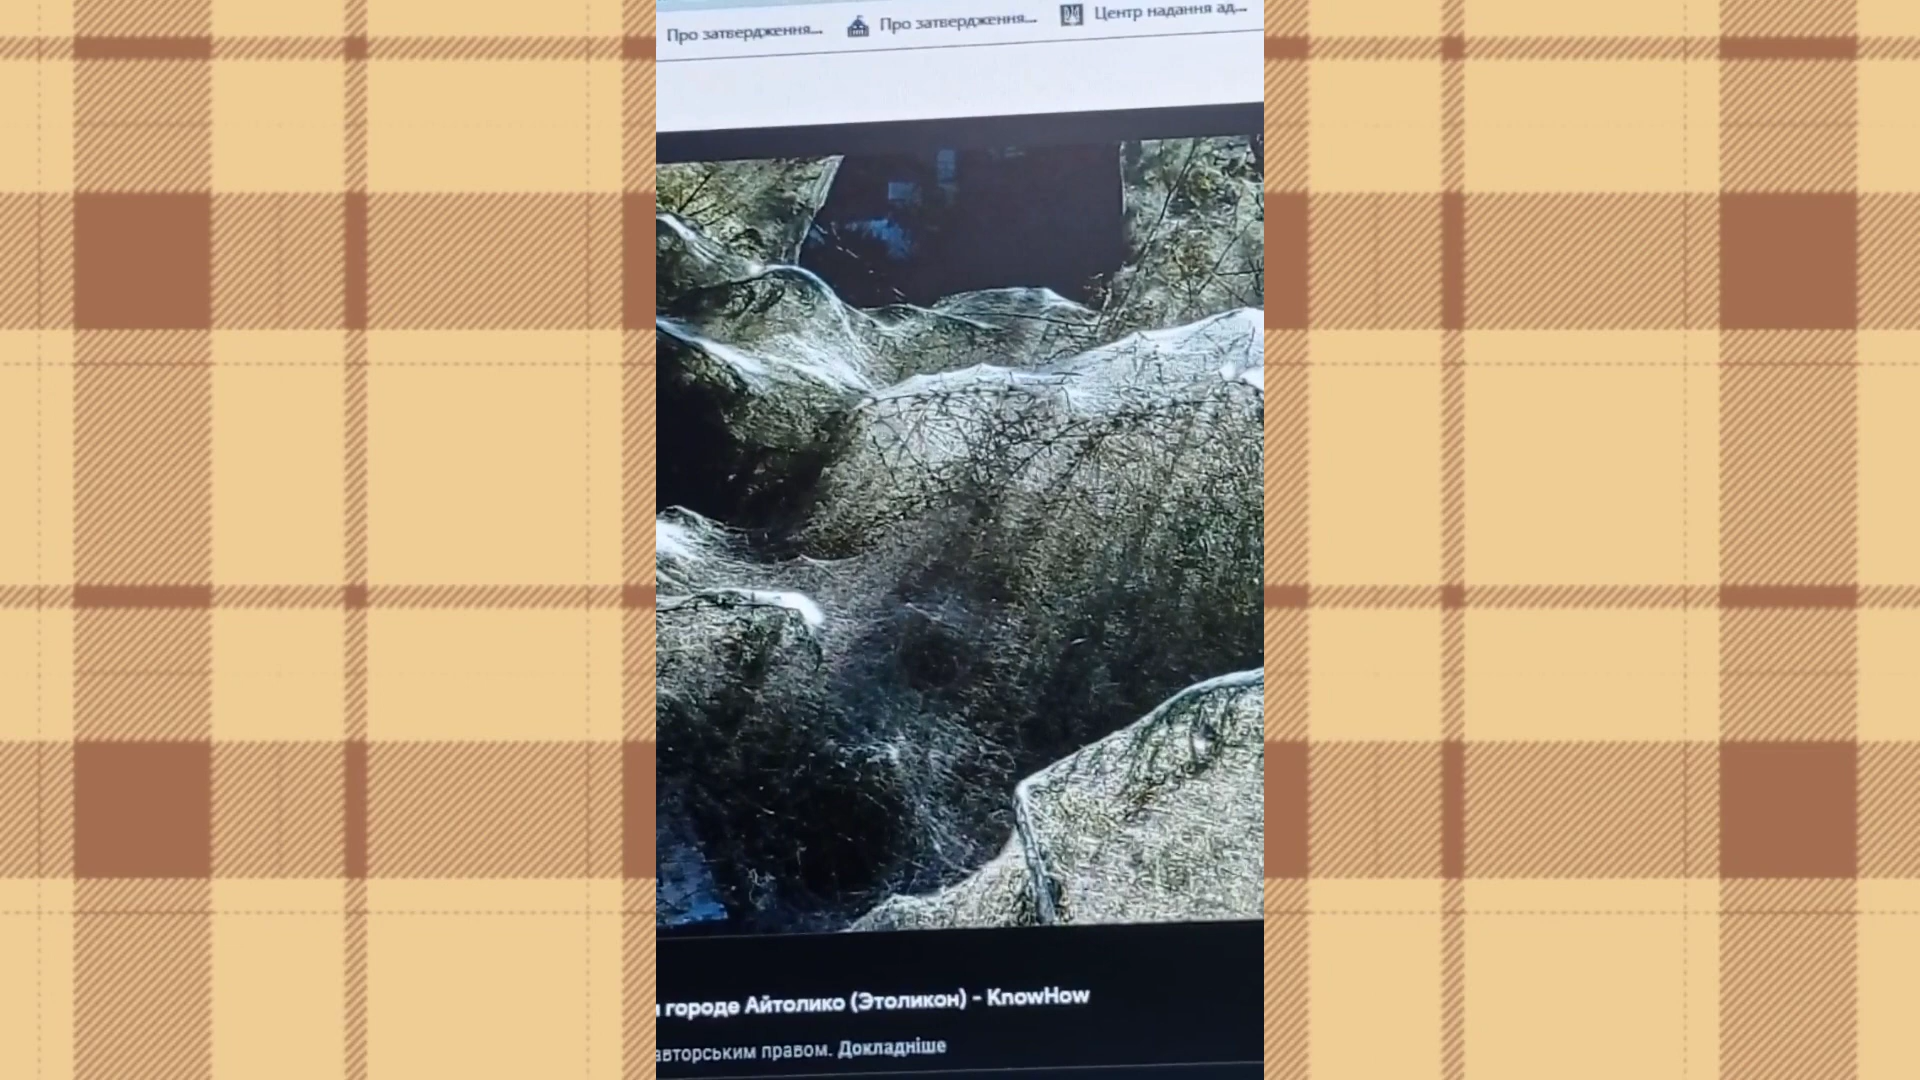 Про затвердження... Про затвердження... Центр надання ад...
городе Айтолико (Этоликон) - KnowHow
авторським правом. Докладніше